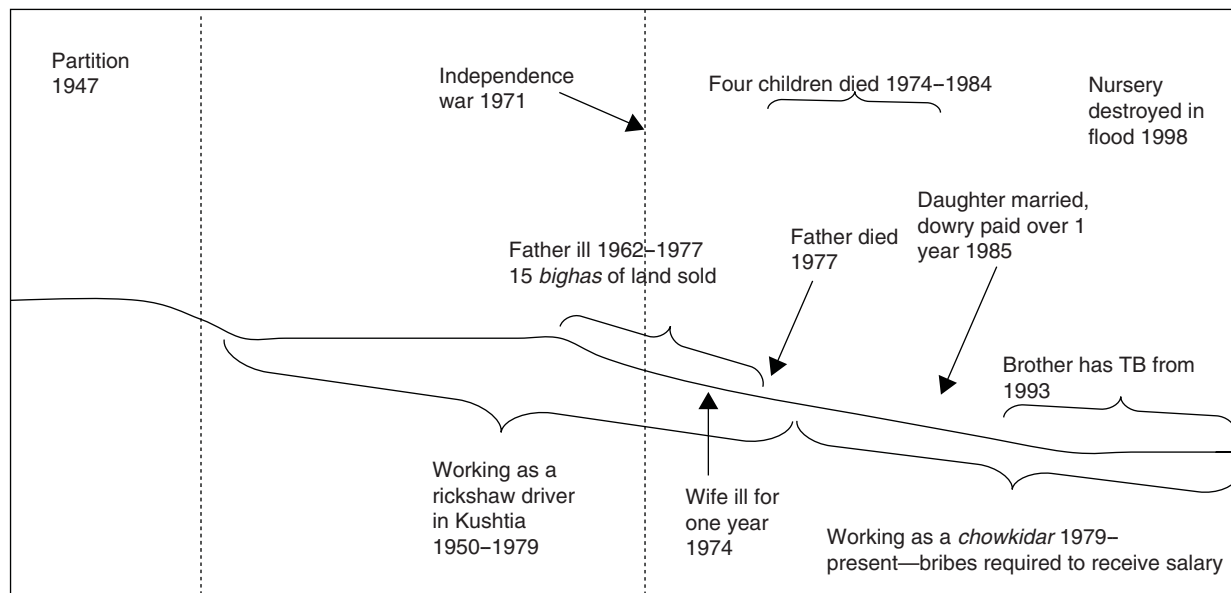 Partition
1947
Independence
war 1971
Four children died 1974–1984
Nursery
destroyed in
flood 1998
Father ill 1962–1977
15 bighas of land sold
Father died
1977
Daughter married,
dowry paid over 1
year 1985
Brother has TB from
1993
Working as a
rickshaw driver
in Kushtia
1950–1979
Wife ill for
one year
1974
Working as a chowkidar 1979–
present—bribes required to receive salary